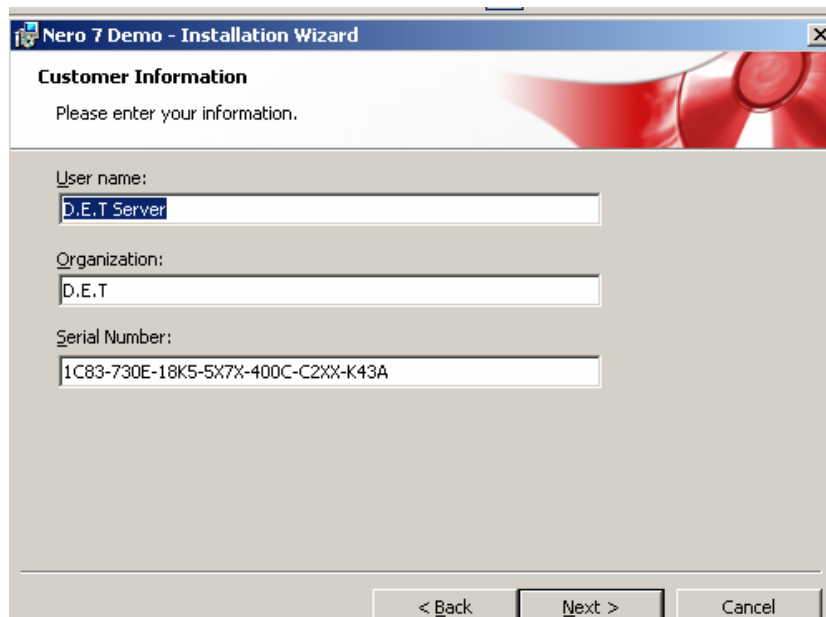 Nero 7 Demo - Installation Wizard
Customer Information
Please enter your information.
User name:
D.E.T Server
Organization:
D.E.T
Serial Number:
1C83-730E-18K5-5X7X-400C-C2XX-K43A
< Back
Next >
Cancel